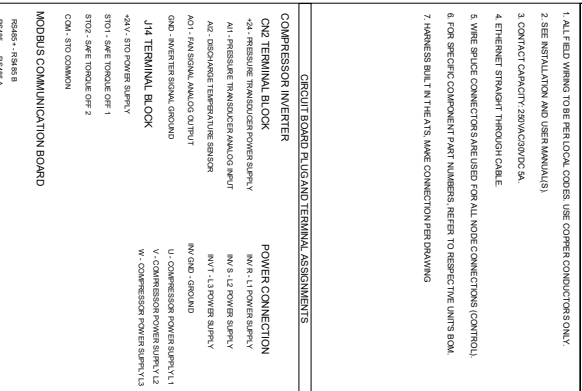 1. ALL FIELD WIRING TO BE PER LOCAL CODES. USE COPPER CONDUCTORS ONLY.
2. SEE INSTALLATION AND USER MANUAL(S).
3. CONTACT CAPACITY: 250VAC/30VDC 5A.
4. ETHERNET STRAIGHT THROUGH CABLE.
5. WIRE SPLICE CONNECTORS ARE USED FOR ALL NODE CONNECTIONS (CONTROL).
6. FOR SPECIFIC COMPONENT PART NUMBERS, REFER TO RESPECTIVE UNITS BOM.
7. HARNESS BUILT IN THE ATS, MAKE CONNECTION PER DRAWING
CIRCUIT BOARD PLUG AND TERMINAL ASSIGNMENTS
COMPRESSOR INVERTER
CN2 TERMINAL BLOCK
+24 - PRESSURE TRANSDUCER POWER SUPPLY
AI1 - PRESSURE TRANSDUCER ANALOG INPUT
AI2 - DISCHARGE TEMPERATURE SENSOR
AO1 - FAN SIGNAL ANALOG OUTPUT
GND - INVERTER SIGNAL GROUND
J14 TERMINAL BLOCK
+24V - STO POWER SUPPLY
STO1 - SAFE TORQUE OFF 1
STO2 - SAFE TORQUE OFF 2
COM - STO COMMON
MODBUS COMMUNICATION BOARD
RS485+ - RS485 B
POWER CONNECTION
INV R - L1 POWER SUPPLY
INV S - L2 POWER SUPPLY
INV T - L3 POWER SUPPLY
INV GND - GROUND
U - COMPRESSOR POWER SUPPLY L1
V - COMPRESSOR POWER SUPPLY L2
W - COMPRESSOR POWER SUPPLY L3